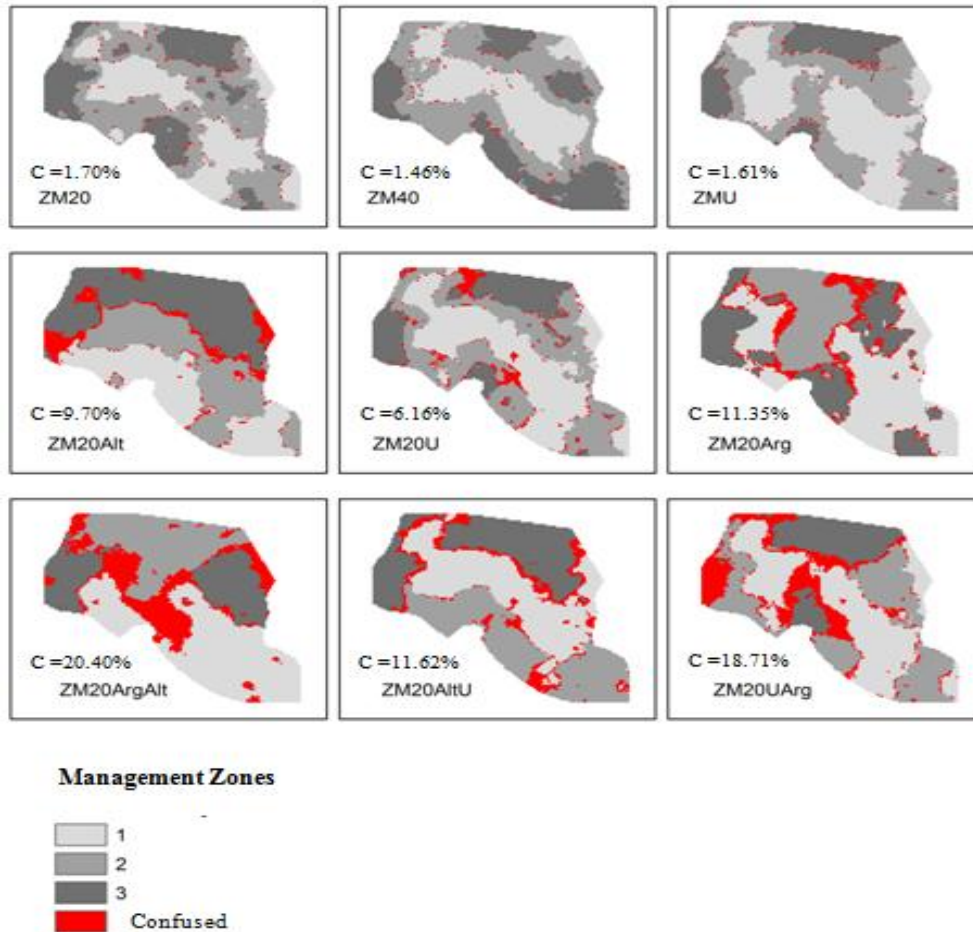 C =1.70%
ZM20
C =1.46%
ZM40
C =1.61%
ZMU
C =9.70%
ZM20Alt
C =6.16%
ZM20U
C =11.35%
ZM20Arg
C =20.40%
ZM20ArgAlt
C =11.62%
ZM20AltU
C =18.71%
ZM20UArg
Management Zones
1
2
3
Confused